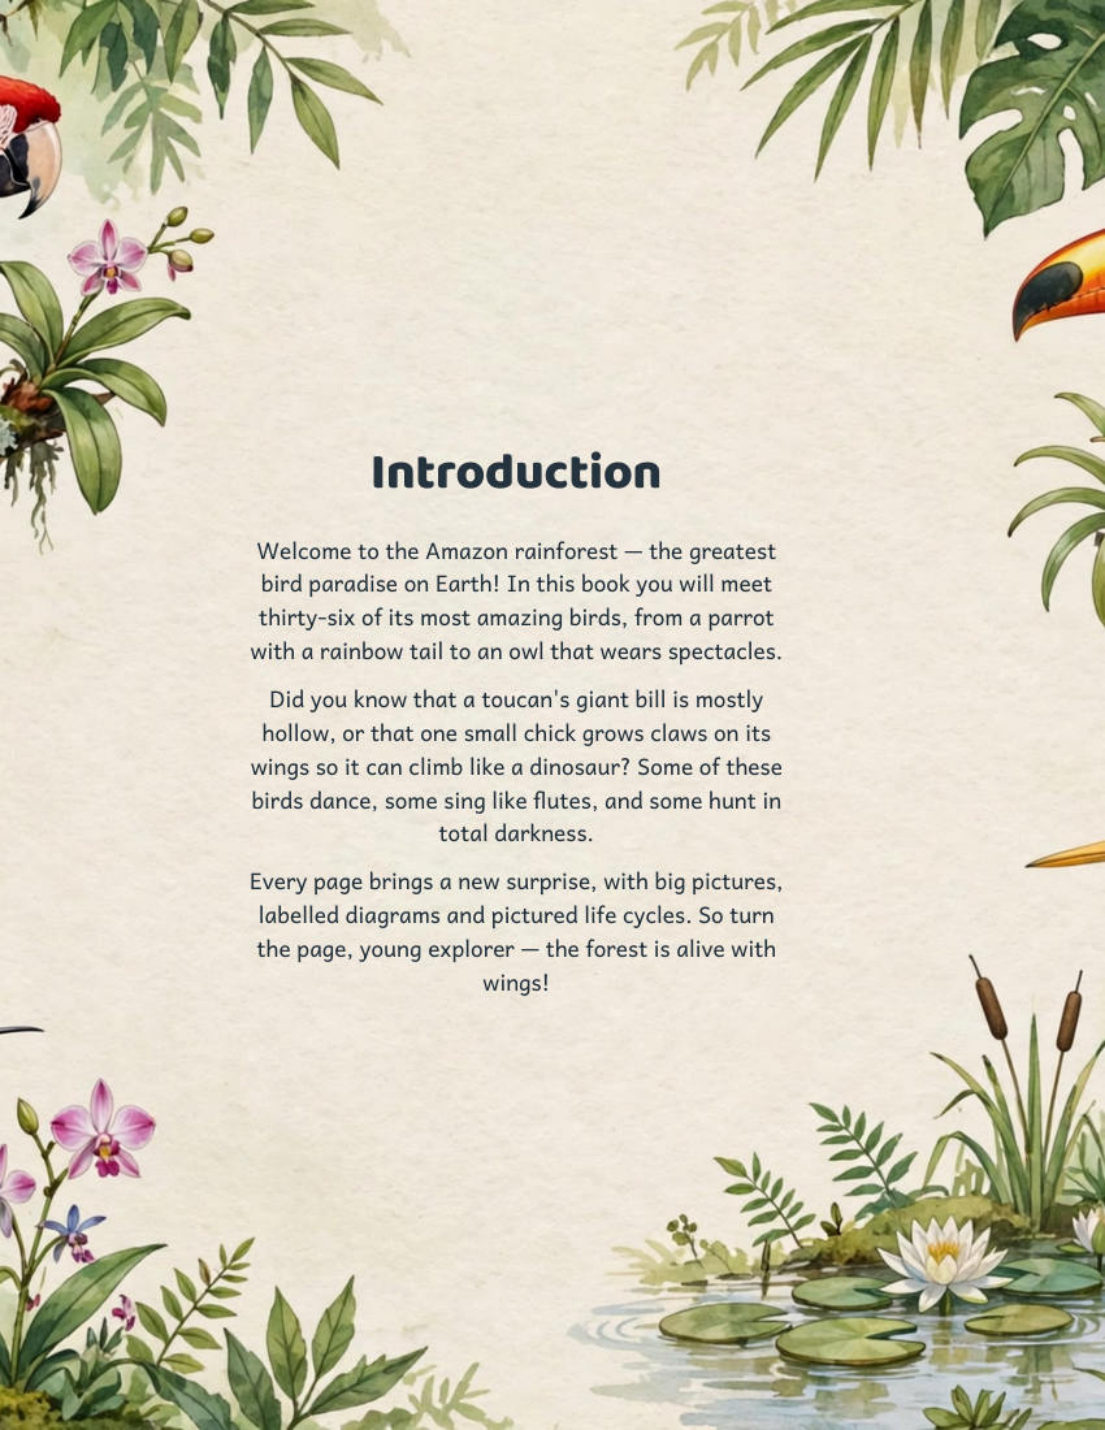 Introduction
Welcome to the Amazon rainforest — the greatest
bird paradise on Earth! In this book you will meet
thirty-six of its most amazing birds, from a parrot
with a rainbow tail to an owl that wears spectacles.
Did you know that a toucan's giant bill is mostly
hollow, or that one small chick grows claws on its
wings so it can climb like a dinosaur? Some of these
birds dance, some sing like flutes, and some hunt in
total darkness.
Every page brings a new surprise, with big pictures,
labelled diagrams and pictured life cycles. So turn
the page, young explorer — the forest is alive with
wings!